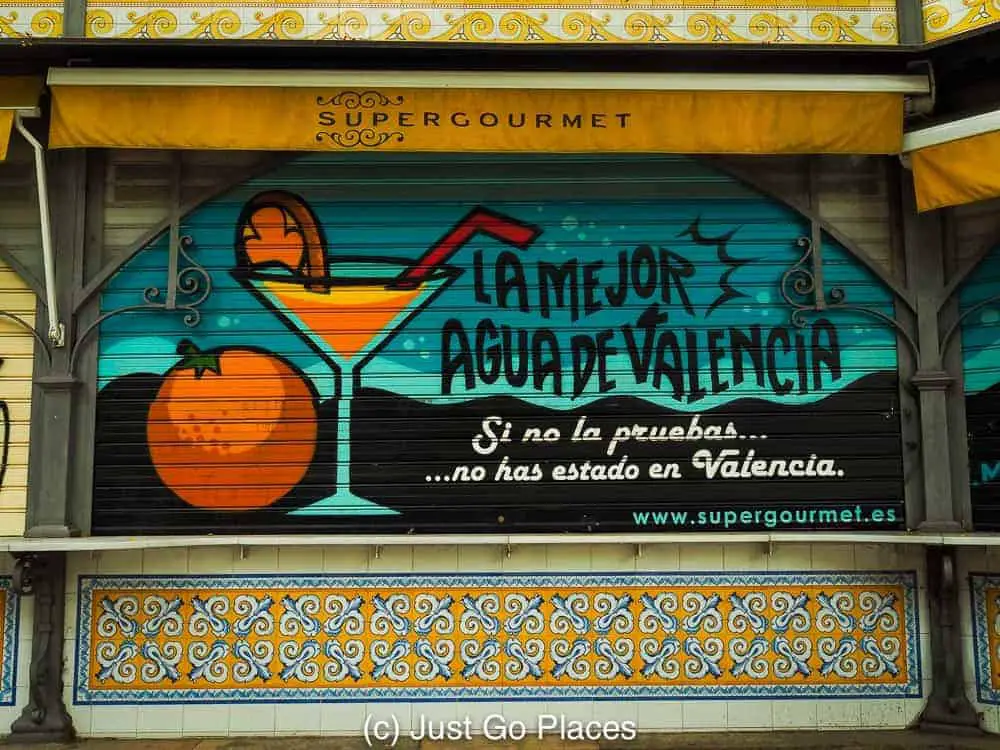 SUPERGOURMET
LA MEJOR
AGUA DE VALENCIA
Si no la pruebas...
...no has estado en Valencia.
www.supergourmet.es
(c) Just Go Places